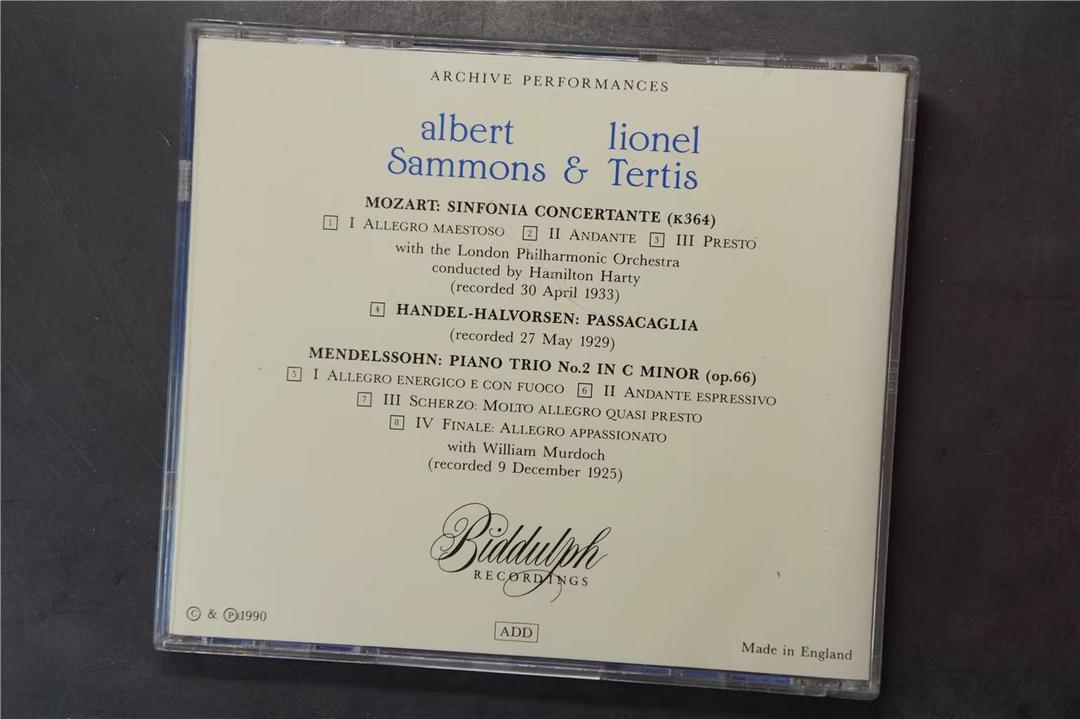 ARCHIVE PERFORMANCES
albert lionel
Sammons & Tertis
MOZART: SINFONIA CONCERTANTE (K364)
1 I ALLEGRO MAESTOSO 2 II ANDANTE 3 III PRESTO
with the London Philharmonic Orchestra
conducted by Hamilton Harty
(recorded 30 April 1933)
4 HANDEL-HALVORSEN: PASSACAGLIA
(recorded 27 May 1929)
MENDELSSOHN: PIANO TRIO No.2 IN C MINOR (op.66)
5 I ALLEGRO ENERGICO E CON FUOCO 6 II ANDANTE ESPRESSIVO
7 III SCHERZO: MOLTO ALLEGRO QUASI PRESTO
8 IV FINALE: ALLEGRO APPASSIONATO
with William Murdoch
(recorded 9 December 1925)
Biddulph
RECORDINGS
© & ℗1990
ADD
Made in England